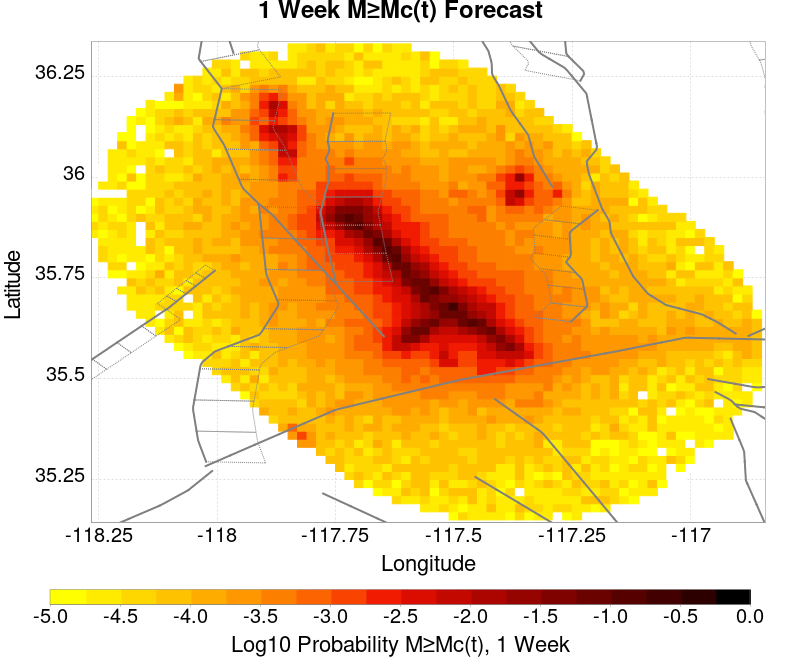 1 Week M≥Mc(t) Forecast
36.25
36
35.75
35.5
35.25
Latitude
-118.25 -118 -117.75 -117.5 -117.25 -117
Longitude
-5.0 -4.5 -4.0 -3.5 -3.0 -2.5 -2.0 -1.5 -1.0 -0.5 0.0
Log10 Probability M≥Mc(t), 1 Week